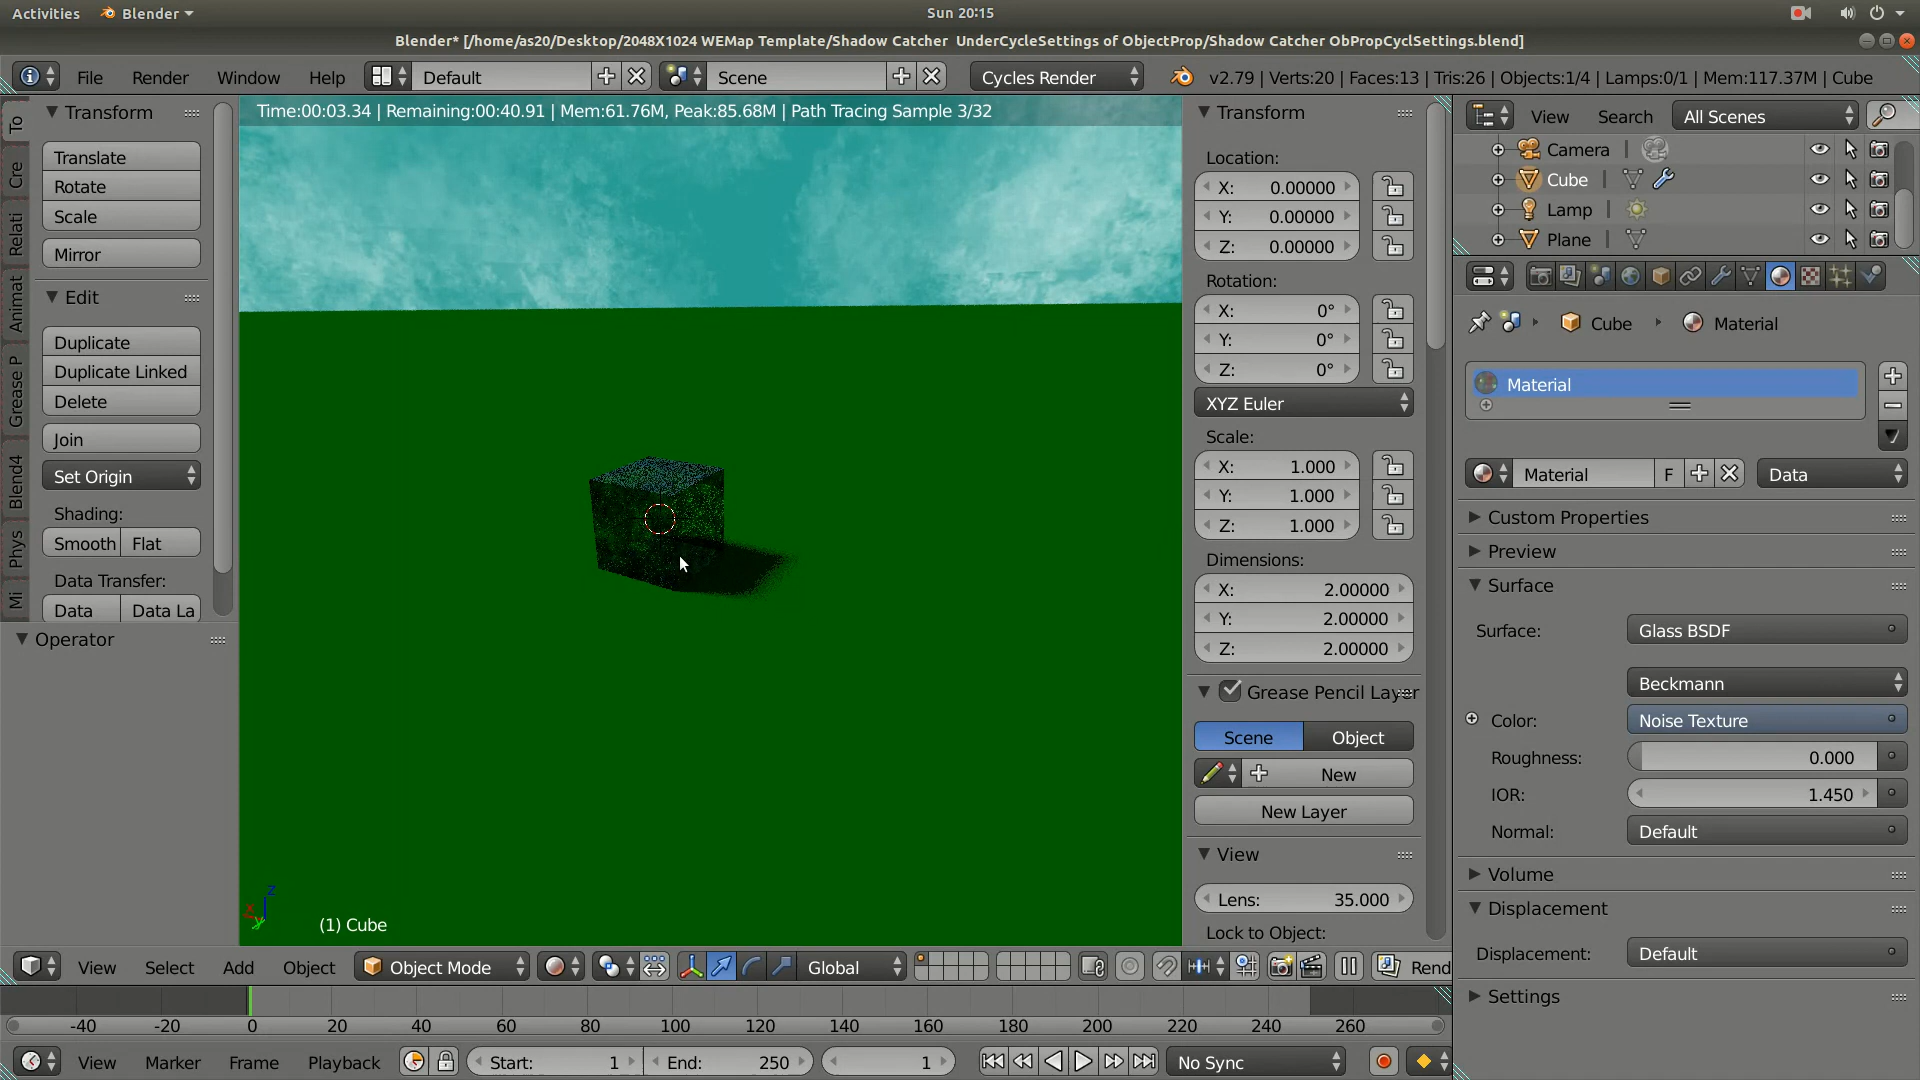 Activities Blender Sun 20:15
Blender* [/home/as20/Desktop/2048X1024 WEMap Template/Shadow Catcher UnderCycleSettings of ObjectProp/Shadow Catcher ObPropCyclSettings.blend]
File Render Window Help Default Scene Cycles Render v2.79 | Verts:20 | Faces:13 | Tris:26 | Objects:1/4 | Lamps:0/1 | Mem:117.37M | Cube
Time:00:03.34 | Remaining:00:40.91 | Mem:61.76M, Peak:85.68M | Path Tracing Sample 3/32
To
Cre
Relati
Animat
Grease P
Blend4
Phys
Mi
Transform
Translate
Rotate
Scale
Mirror
Edit
Duplicate
Duplicate Linked
Delete
Join
Set Origin
Shading:
Smooth Flat
Data Transfer:
Data Data La
Operator
Z
X
Y
(1) Cube
Transform
Location:
X: 0.00000
Y: 0.00000
Z: 0.00000
Rotation:
X: 0°
Y: 0°
Z: 0°
XYZ Euler
Scale:
X: 1.000
Y: 1.000
Z: 1.000
Dimensions:
X: 2.00000
Y: 2.00000
Z: 2.00000
Grease Pencil Layer
Scene Object
New
New Layer
View
Lens: 35.000
Lock to Object:
View Search All Scenes
Camera
Cube
Lamp
Plane
Cube Material
Material
Material F Data
Custom Properties
Preview
Surface
Surface: Glass BSDF
Beckmann
Color: Noise Texture
Roughness: 0.000
IOR: 1.450
Normal: Default
Volume
Displacement
Displacement: Default
Settings
View Select Add Object Object Mode Global Rend
-40 -20 0 20 40 60 80 100 120 140 160 180 200 220 240 260
View Marker Frame Playback Start: 1 End: 250 1 No Sync